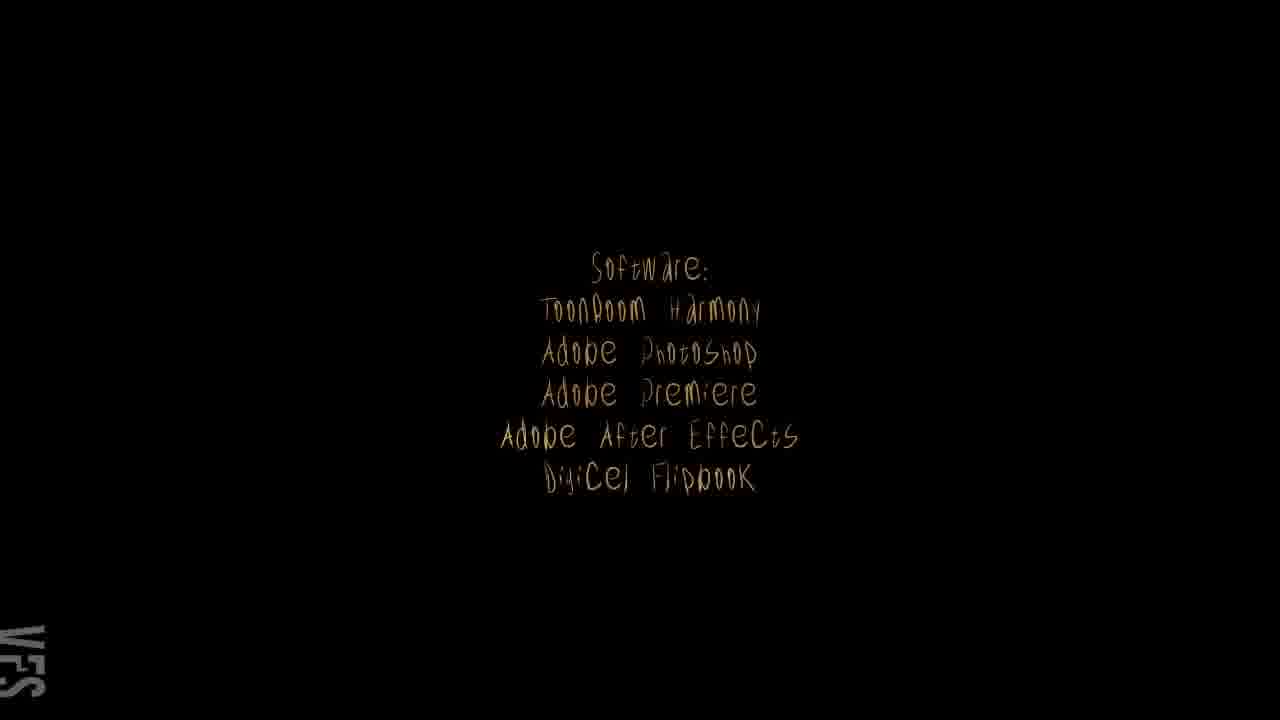 Software:
ToonBoom Harmony
Adobe Photoshop
Adobe Premiere
Adobe After Effects
DigiCel Flipbook
VFS